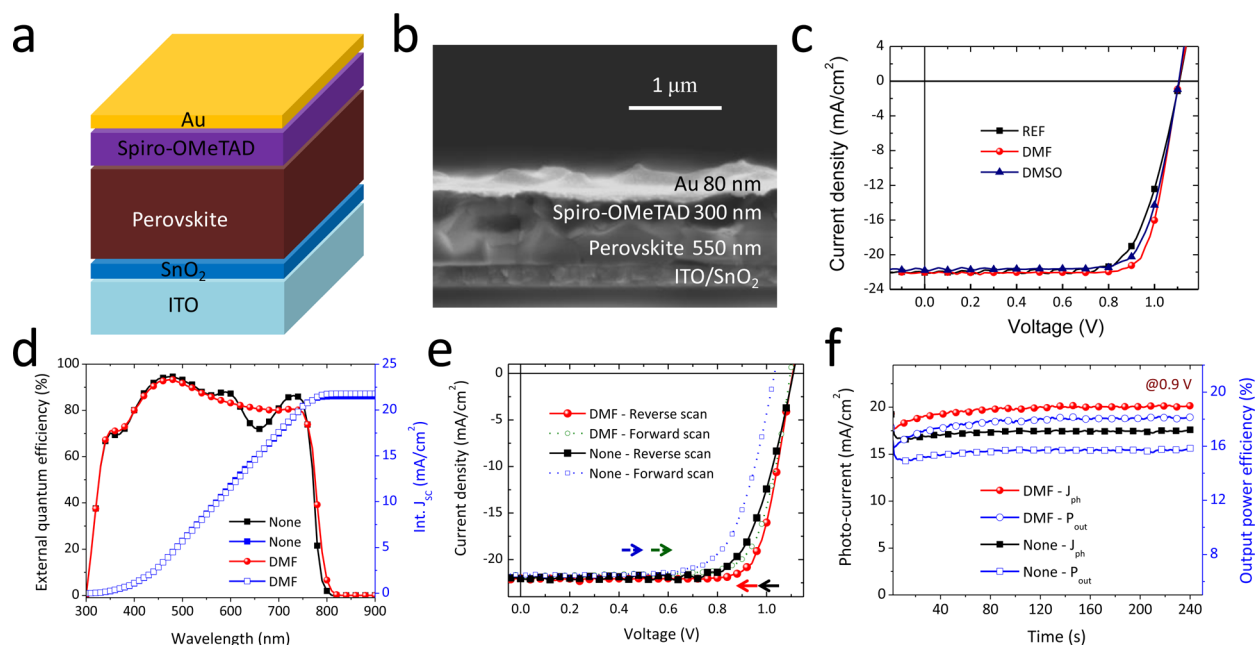 a
Au
Spiro-OMeTAD
Perovskite
SnO2
ITO
b
1 μm
Au 80 nm
Spiro-OMeTAD 300 nm
Perovskite 550 nm
ITO/SnO2
c
Current density (mA/cm2)
4
0
-4
-8
-12
-16
-20
-24
REF
DMF
DMSO
0.0 0.2 0.4 0.6 0.8 1.0
Voltage (V)
d
External quantum efficiency (%)
100
80
60
40
20
0
25
20
15
10
5
0
Int. Jsc (mA/cm2)
None
None
DMF
DMF
300 400 500 600 700 800 900
Wavelength (nm)
e
Current density (mA/cm2)
0
-5
-10
-15
-20
DMF - Reverse scan
DMF - Forward scan
None - Reverse scan
None - Forward scan
0.0 0.2 0.4 0.6 0.8 1.0
Voltage (V)
f
@0.9 V
Photo-current (mA/cm2)
20
15
10
5
0
20%
16%
12%
8%
Output power efficiency (%)
DMF - Jph
DMF - Pout
None - Jph
None - Pout
40 80 120 160 200 240
Time (s)